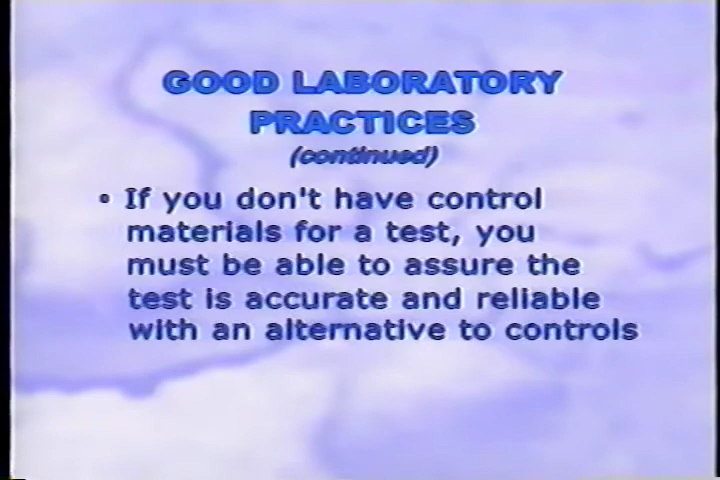 GOOD LABORATORY
PRACTICES
(continued)
• If you don't have control
materials for a test, you
must be able to assure the
test is accurate and reliable
with an alternative to controls